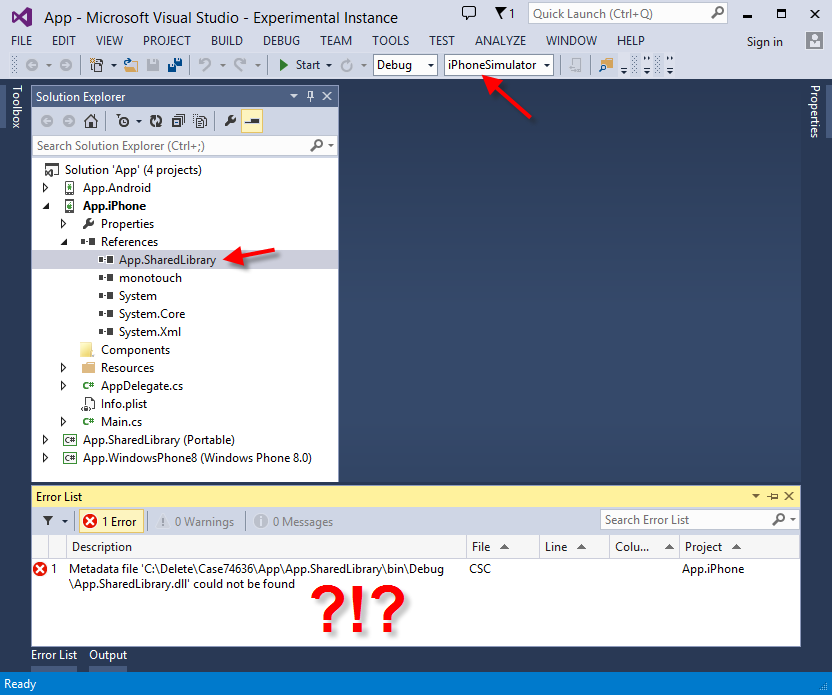 App - Microsoft Visual Studio - Experimental Instance
1
Quick Launch (Ctrl+Q)
FILE EDIT VIEW PROJECT BUILD DEBUG TEAM TOOLS TEST ANALYZE WINDOW HELP Sign in
Start Debug iPhoneSimulator
Toolbox
Solution Explorer
Search Solution Explorer (Ctrl+;)
Solution 'App' (4 projects)
App.Android
App.iPhone
Properties
References
App.SharedLibrary
monotouch
System
System.Core
System.Xml
Components
Resources
C# AppDelegate.cs
Info.plist
C# Main.cs
C# App.SharedLibrary (Portable)
C# App.WindowsPhone8 (Windows Phone 8.0)
Properties
Error List
1 Error 0 Warnings 0 Messages Search Error List
Description File Line Colu... Project
1 Metadata file 'C:\Delete\Case74636\App\App.SharedLibrary\bin\Debug CSC App.iPhone
\App.SharedLibrary.dll' could not be found
?!?
Error List Output
Ready